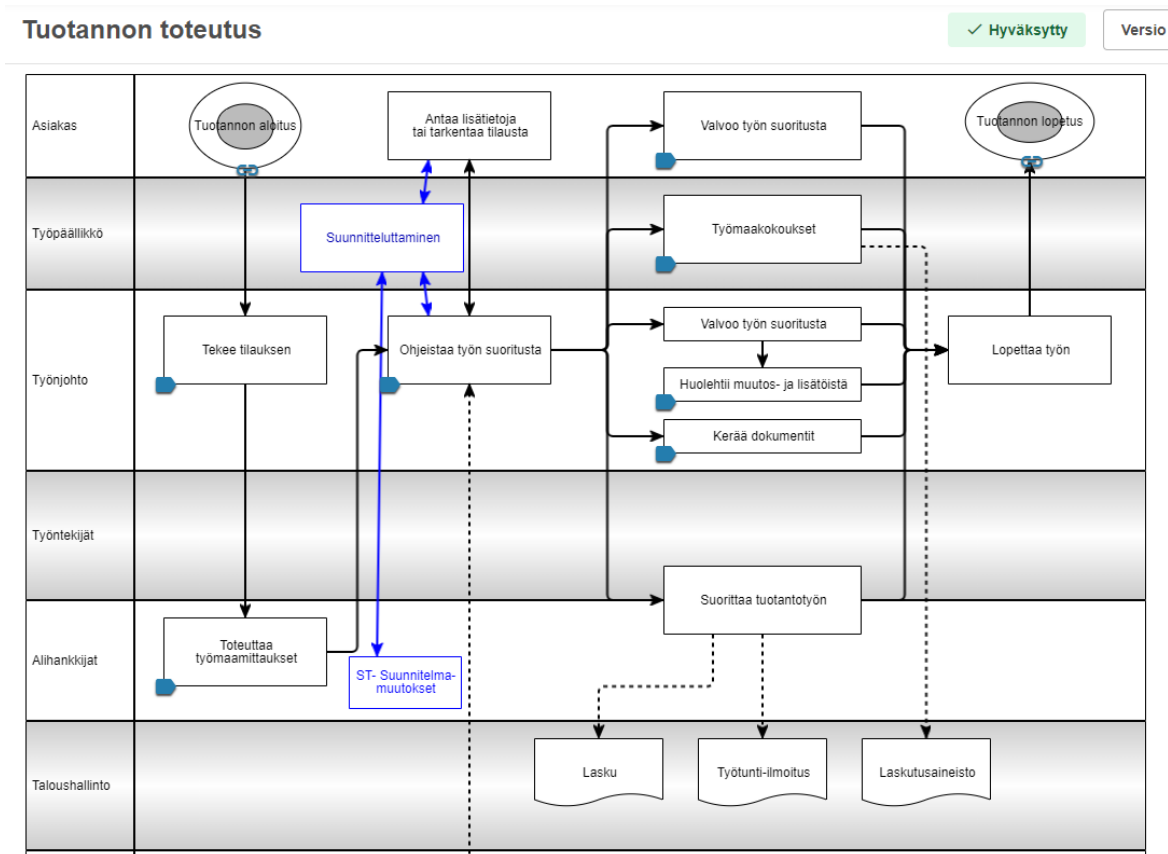 Tuotannon toteutus
Hyväksytty
Versio
Asiakas
Tuotannon aloitus
Antaa lisätietoja
tai tarkentaa tilausta
Valvoo työn suoritusta
Tuotannon lopetus
Työpäällikkö
Suunnitteluttaminen
Työmaakokoukset
Työnjohto
Tekee tilauksen
Ohjeistaa työn suoritusta
Valvoo työn suoritusta
Huolehtii muutos- ja lisätöistä
Kerää dokumentit
Lopettaa työn
Työntekijät
Suorittaa tuotantotyön
Alihankkijat
Toteuttaa
työmaamittaukset
ST- Suunnitelma-
muutokset
Taloushallinto
Lasku
Työtunti-ilmoitus
Laskutusaineisto